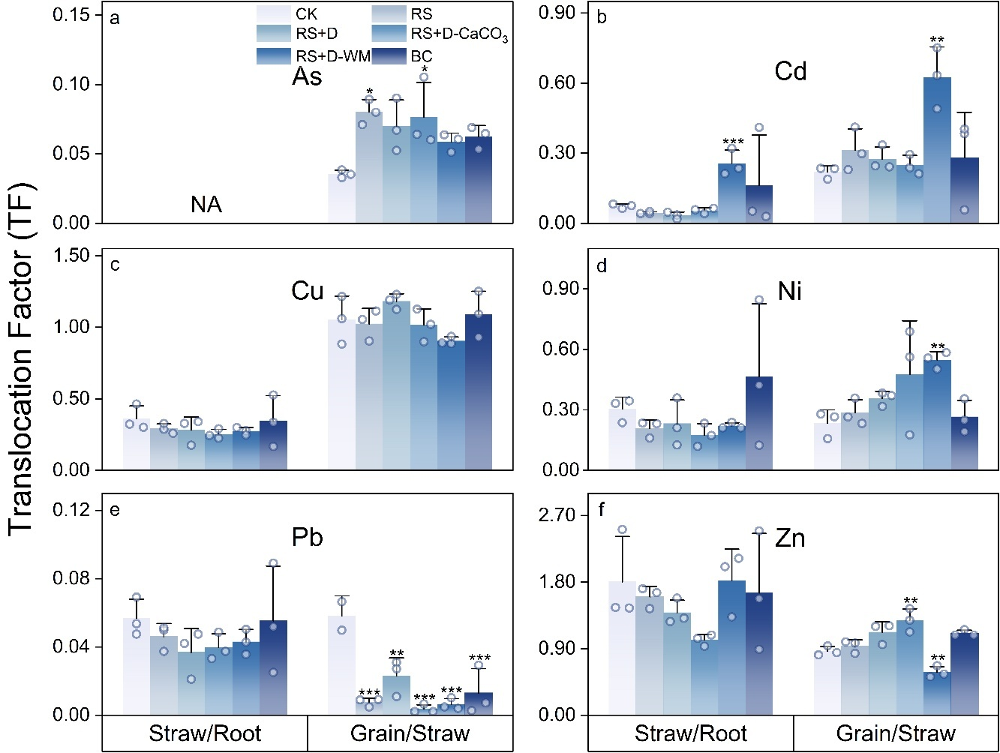 Translocation Factor (TF)
a
As
CK
RS
RS+D
RS+D-CaCO₃
RS+D-WM
BC
0.15
0.10
0.05
0.00
NA
*
*
b
Cd
0.90
0.60
0.30
0.00
***
**
c
Cu
1.50
1.00
0.50
0.00
d
Ni
0.90
0.60
0.30
0.00
**
e
Pb
0.12
0.08
0.04
0.00
***
**
***
***
***
Straw/Root
Grain/Straw
f
Zn
2.70
1.80
0.90
0.00
**
**
Straw/Root
Grain/Straw